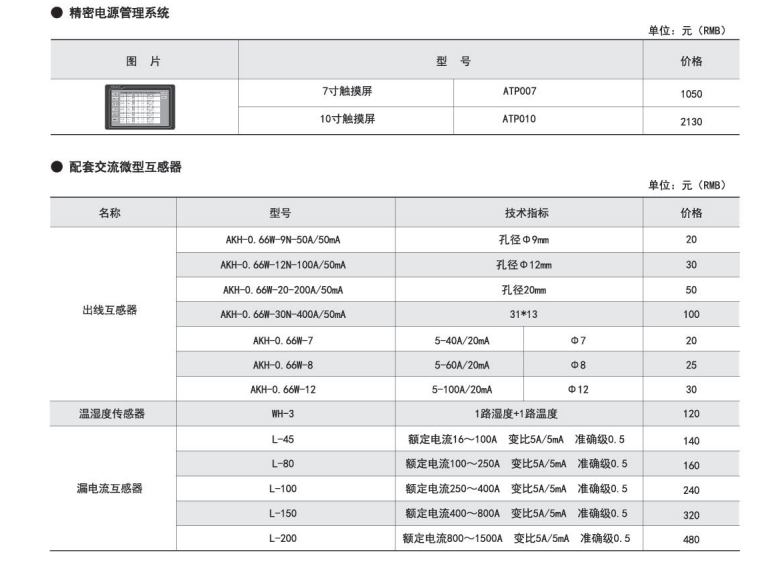 ● 精密电源管理系统
单位：元（RMB）
图 片 型 号 价格
7寸触摸屏 ATP007 1050
10寸触摸屏 ATP010 2130
● 配套交流微型互感器
单位：元（RMB）
名称 型号 技术指标 价格
出线互感器
AKH-0.66W-9N-50A/50mA 孔径Φ9mm 20
AKH-0.66W-12N-100A/50mA 孔径Φ12mm 30
AKH-0.66W-20-200A/50mA 孔径20mm 50
AKH-0.66W-30N-400A/50mA 31*13 100
AKH-0.66W-7 5-40A/20mA Φ7 20
AKH-0.66W-8 5-60A/20mA Φ8 25
AKH-0.66W-12 5-100A/20mA Φ12 30
温湿度传感器 WH-3 1路湿度+1路温度 120
漏电流互感器
L-45 额定电流16～100A 变比5A/5mA 准确级0.5 140
L-80 额定电流100～250A 变比5A/5mA 准确级0.5 160
L-100 额定电流250～400A 变比5A/5mA 准确级0.5 240
L-150 额定电流400～800A 变比5A/5mA 准确级0.5 320
L-200 额定电流800～1500A 变比5A/5mA 准确级0.5 480